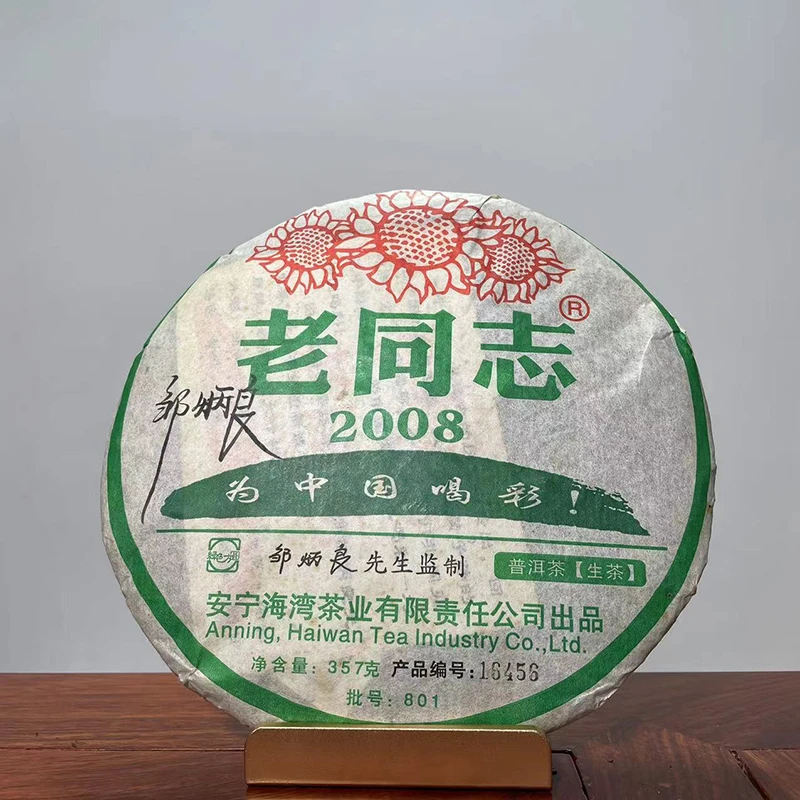 老同志®
2008
邹炳良
为中国喝彩!
邹炳良先生监制
普洱茶【生茶】
安宁海湾茶业有限责任公司出品
Anning, Haiwan Tea Industry Co.,Ltd.
净含量: 357克 产品编号:16456
批号: 801